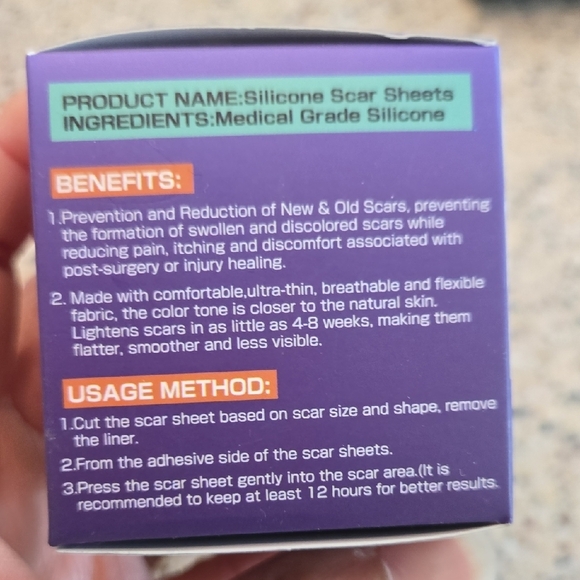 PRODUCT NAME:Silicone Scar Sheets
INGREDIENTS:Medical Grade Silicone
BENEFITS:
1.Prevention and Reduction of New & Old Scars, preventing
the formation of swollen and discolored scars while
reducing pain, itching and discomfort associated with
post-surgery or injury healing.
2. Made with comfortable,ultra-thin, breathable and flexible
fabric, the color tone is closer to the natural skin.
Lightens scars in as little as 4-8 weeks, making them
flatter, smoother and less visible.
USAGE METHOD:
1.Cut the scar sheet based on scar size and shape, remove
the liner.
2.From the adhesive side of the scar sheets.
3.Press the scar sheet gently into the scar area.(It is
recommended to keep at least 12 hours for better results.